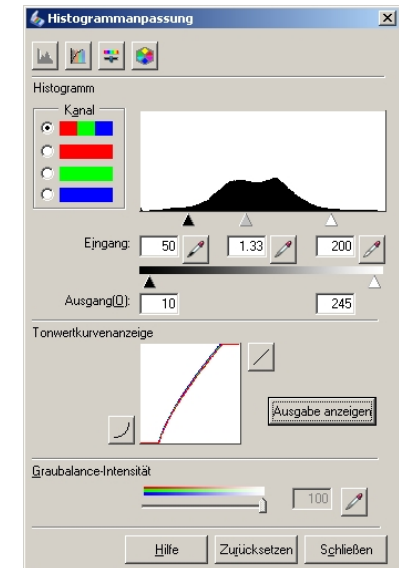 Histogrammanpassung
Histogramm
Kanal
Eingang: 50 1.33 200
Ausgang(O): 10 245
Tonwertkurvenanzeige
Ausgabe anzeigen
Graubalance-Intensität
100
Hilfe Zurücksetzen Schließen